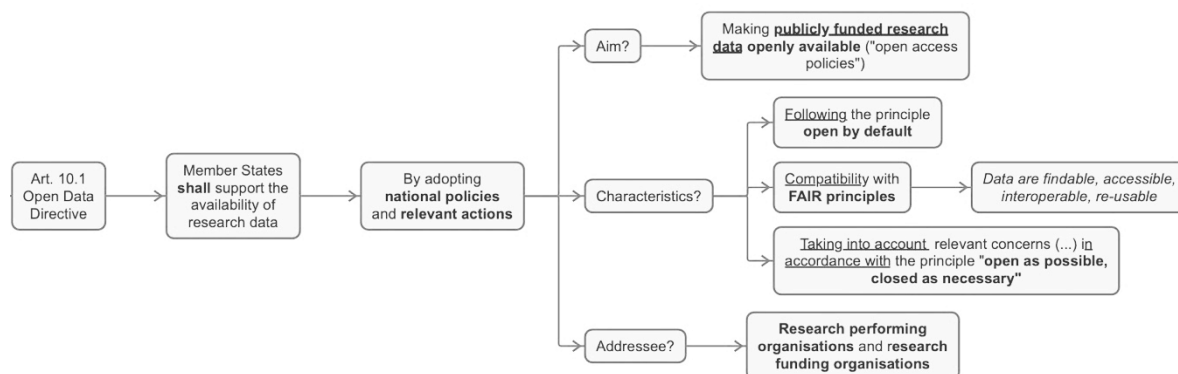 Art. 10.1
Open Data
Directive
Member States
shall support the
availability of
research data
By adopting
national policies
and relevant actions
Aim?
Making publicly funded research
data openly available ("open access
policies")
Characteristics?
Following the principle
open by default
Compatibility with
FAIR principles
Data are findable, accessible,
interoperable, re-usable
Taking into account relevant concerns (...) in
accordance with the principle "open as possible,
closed as necessary"
Addressee?
Research performing
organisations and research
funding organisations